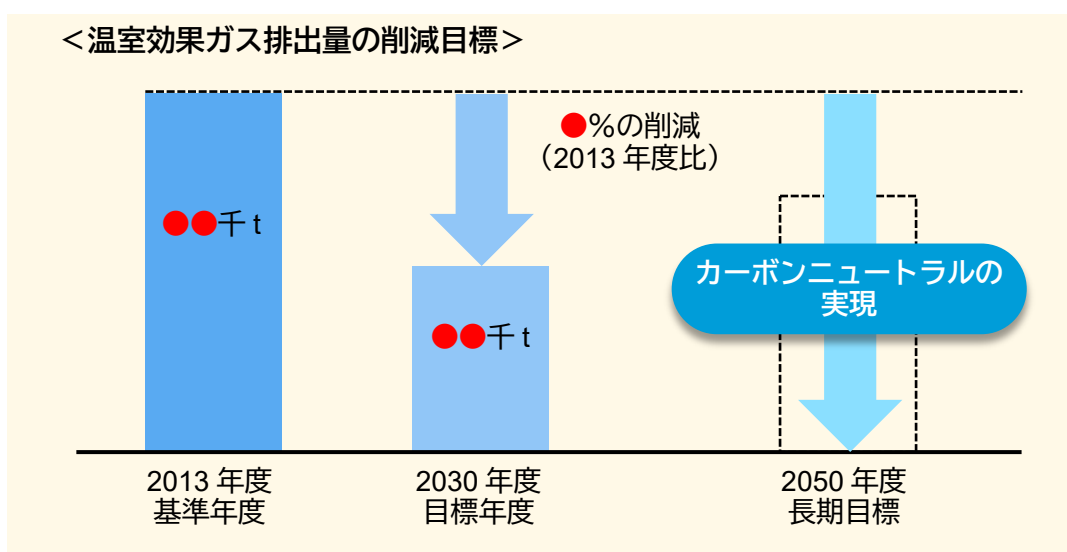 ＜温室効果ガス排出量の削減目標＞
●%の削減
（2013 年度比）
●●千 t
●●千 t
カーボンニュートラルの
実現
2013 年度
基準年度
2030 年度
目標年度
2050 年度
長期目標